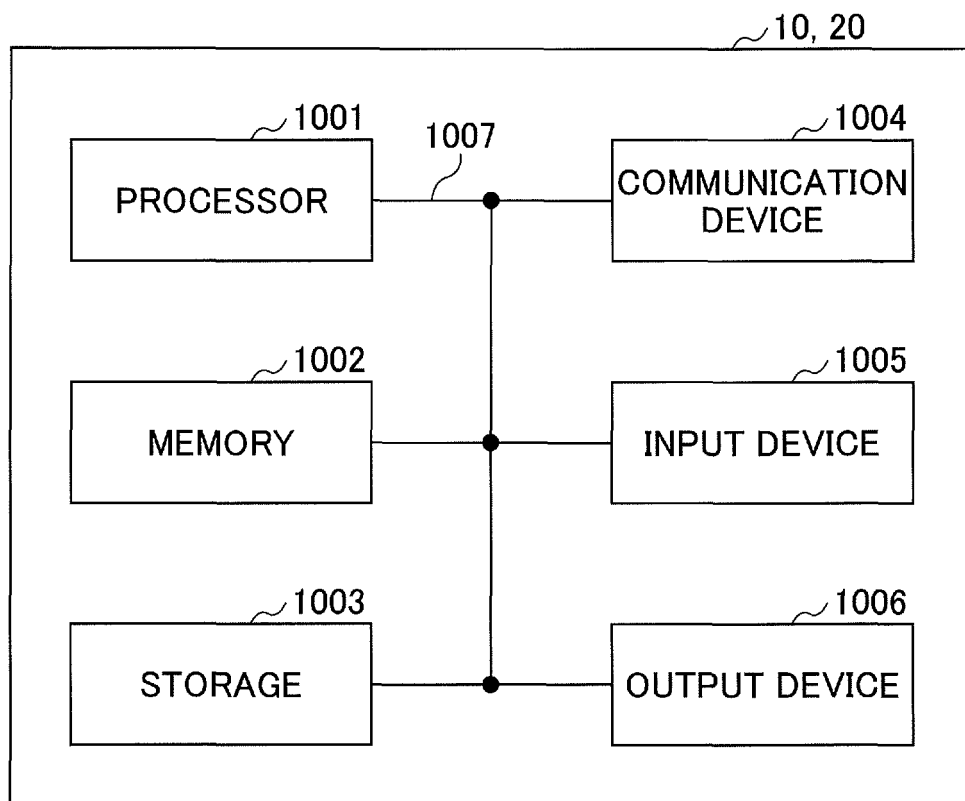 10, 20
1001
PROCESSOR
1007
1004
COMMUNICATION
DEVICE
1002
MEMORY
1005
INPUT DEVICE
1003
STORAGE
1006
OUTPUT DEVICE